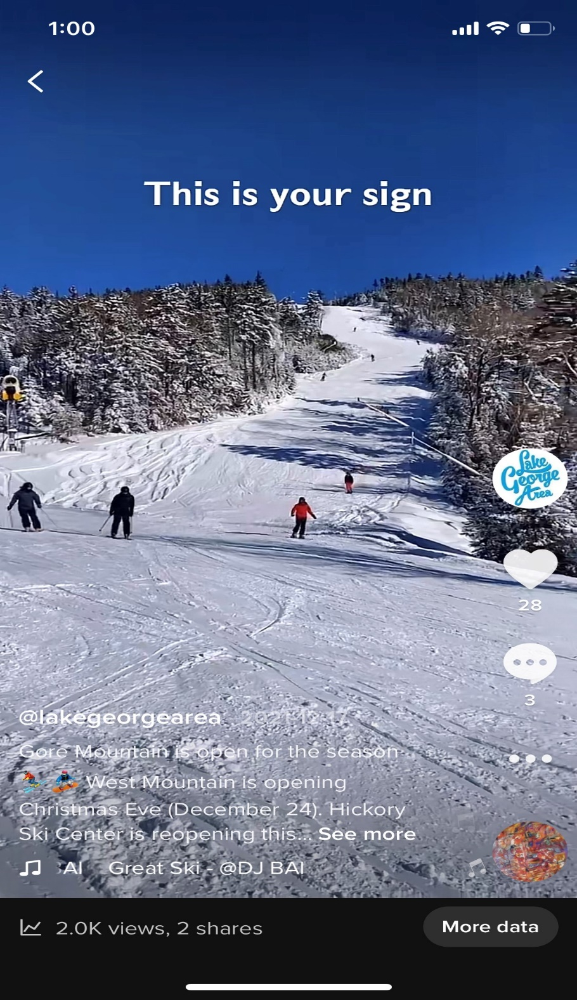 1:00
This is your sign
Lake
George
Area
28
3
@lakegeorgearea 2021-12-17
Gore Mountain is open for the season
⛷️ 🏂 West Mountain is opening
Christmas Eve (December 24). Hickory
Ski Center is reopening this... See more
AI Great Ski - @DJ BAI
2.0K views, 2 shares
More data